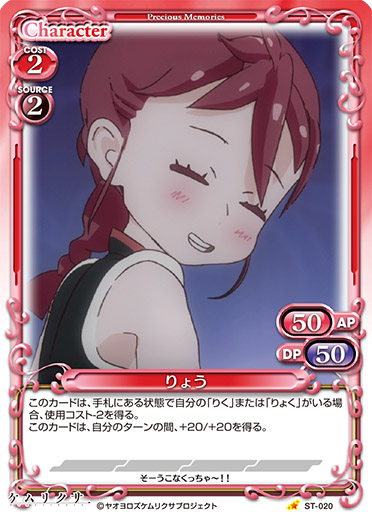 Precious Memories
Character
COST
2
SOURCE
2
50 AP
DP 50
りょう
このカードは、手札にある状態で自分の「りく」または「りょく」がいる場
合、使用コスト-2を得る。
このカードは、自分のターンの間、+20/+20を得る。
そーうこなくっちゃ~!!
ケムリクサ
©ヤオヨロズケムリクサプロジェクト
ST-020